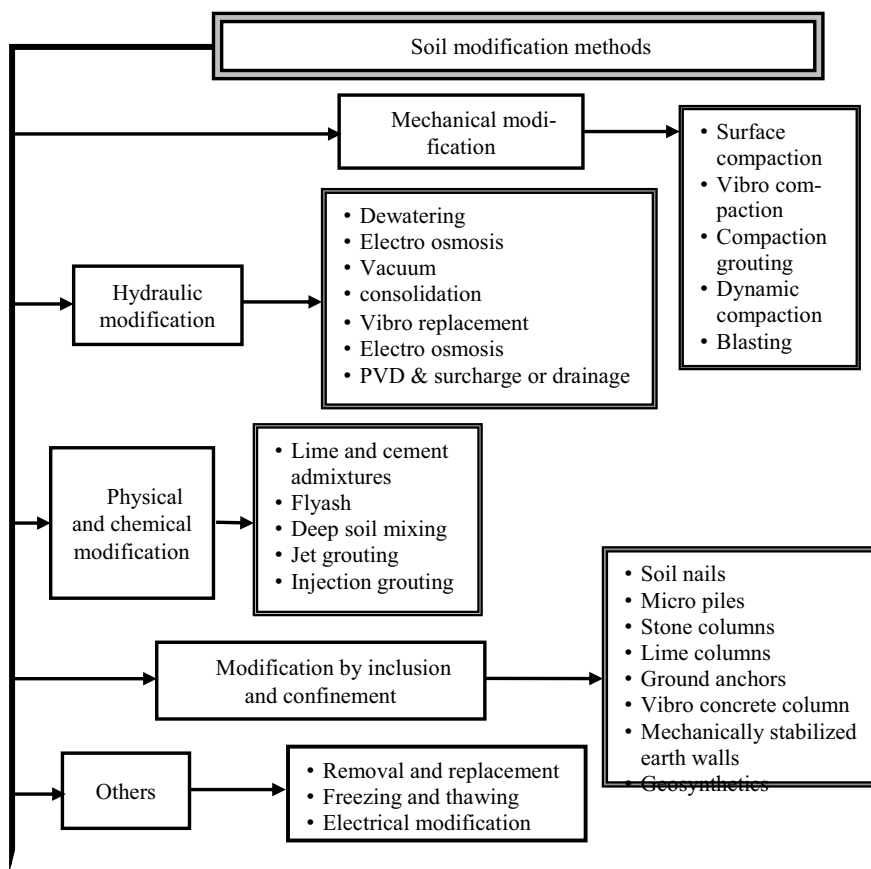 Soil modification methods
Mechanical modi-
fication
• Surface
compaction
• Vibro com-
paction
• Compaction
grouting
• Dynamic
compaction
• Blasting
Hydraulic
modification
• Dewatering
• Electro osmosis
• Vacuum
• consolidation
• Vibro replacement
• Electro osmosis
• PVD & surcharge or drainage
Physical
and chemical
modification
• Lime and cement
admixtures
• Flyash
• Deep soil mixing
• Jet grouting
• Injection grouting
Modification by inclusion
and confinement
• Soil nails
• Micro piles
• Stone columns
• Lime columns
• Ground anchors
• Vibro concrete column
• Mechanically stabilized
earth walls
• Geosynthetics
Others
• Removal and replacement
• Freezing and thawing
• Electrical modification